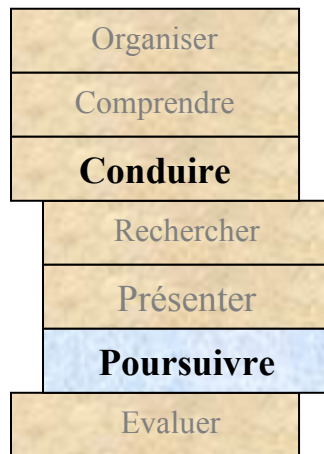 Organiser
Comprendre
Conduire
Rechercher
Présenter
Poursuivre
Evaluer